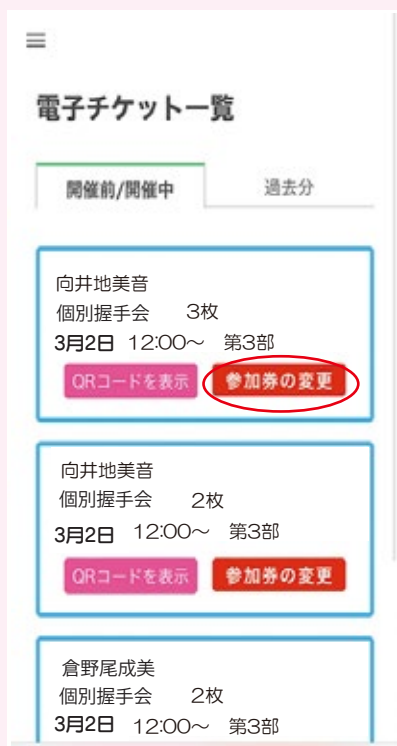 電子チケット一覧
開催前/開催中 過去分
向井地美音
個別握手会 3枚
3月2日 12:00～ 第3部
QRコードを表示 参加券の変更
向井地美音
個別握手会 2枚
3月2日 12:00～ 第3部
QRコードを表示 参加券の変更
倉野尾成美
個別握手会 2枚
3月2日 12:00～ 第3部